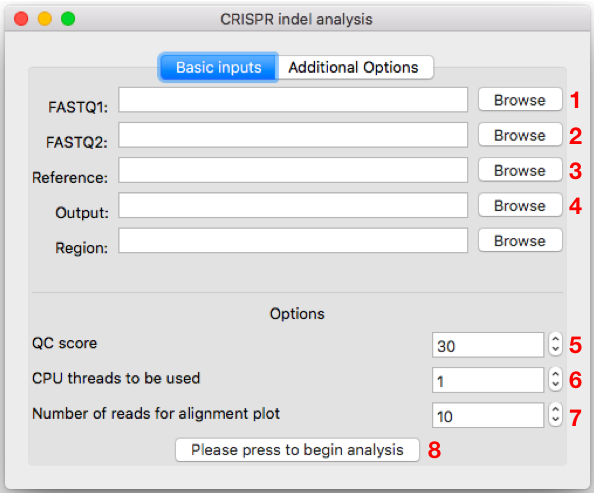 CRISPR indel analysis
Basic inputs Additional Options
FASTQ1: Browse 1
FASTQ2: Browse 2
Reference: Browse 3
Output: Browse 4
Region: Browse
Options
QC score 30 5
CPU threads to be used 1 6
Number of reads for alignment plot 10 7
Please press to begin analysis 8